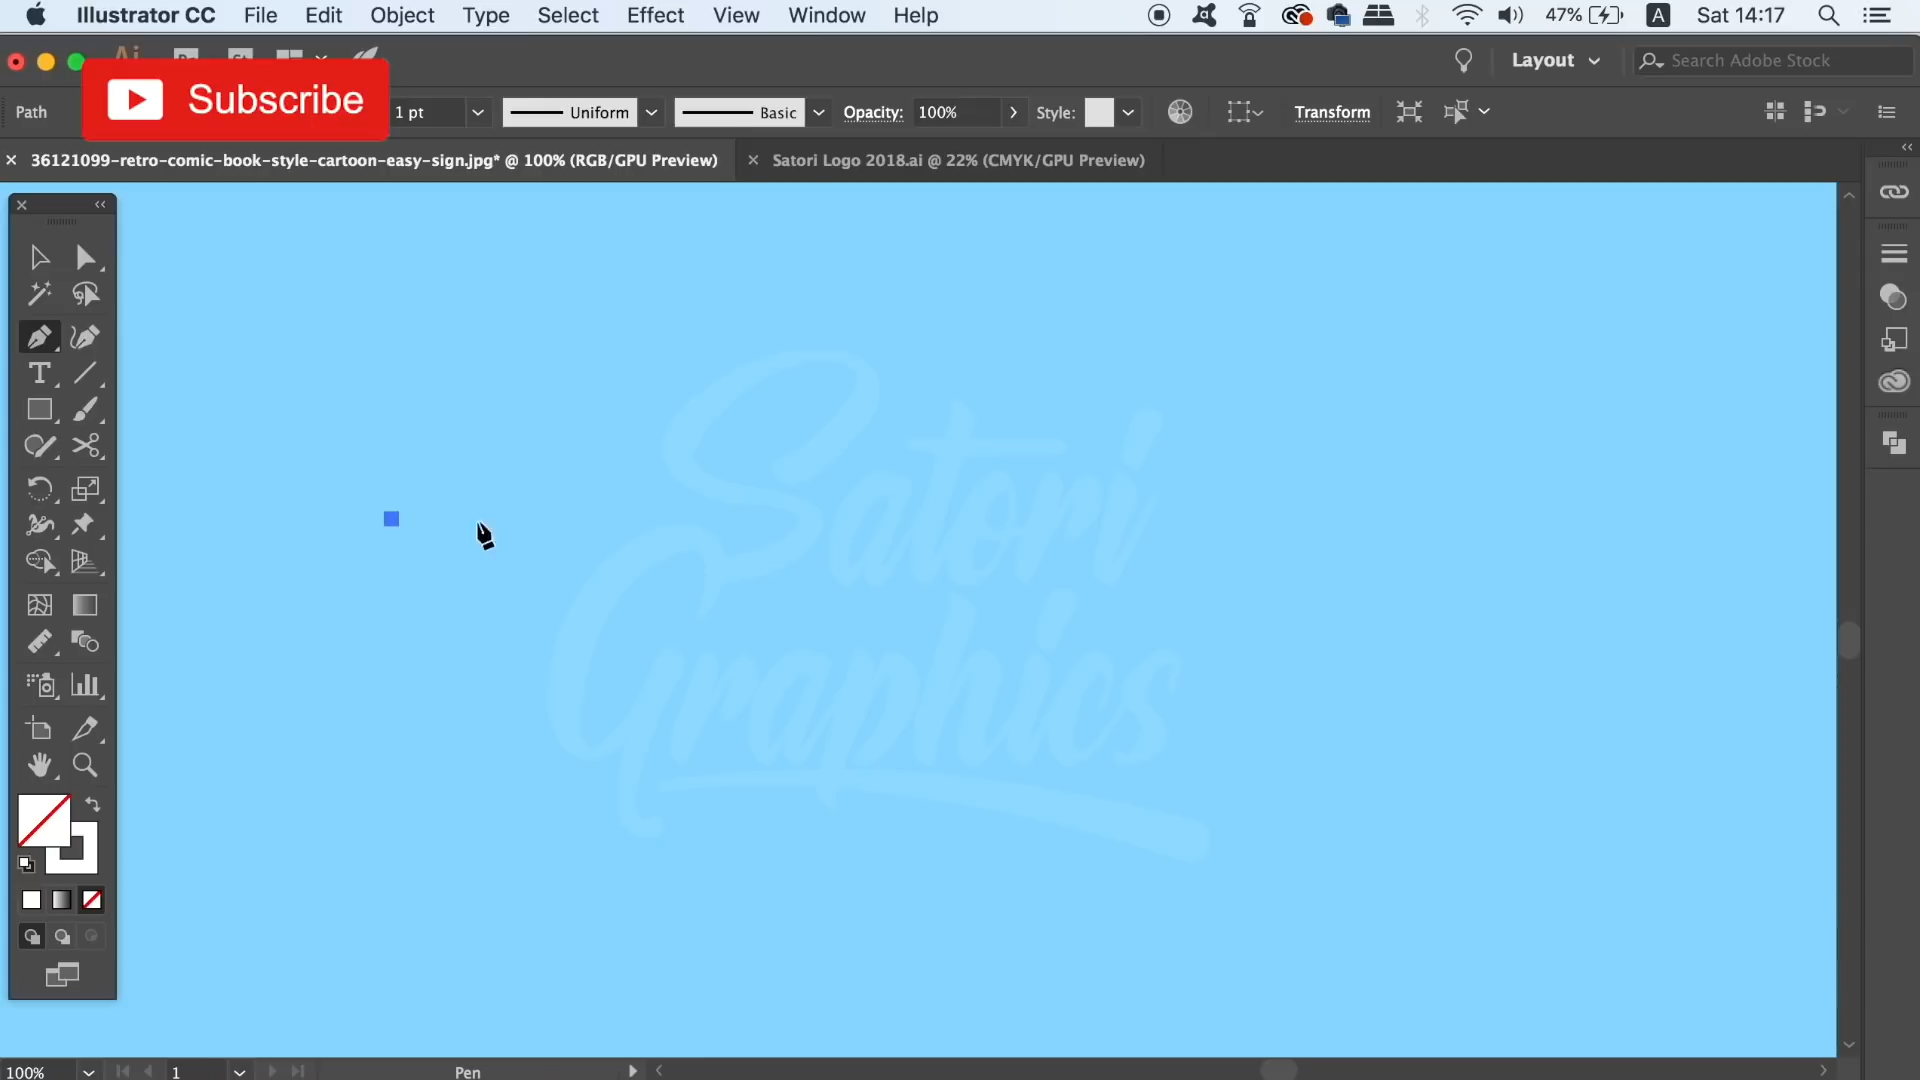 Illustrator CC File Edit Object Type Select Effect View Window Help 47% A Sat 14:17
Layout Search Adobe Stock
Path Subscribe 1 pt Uniform Basic Opacity: 100% Style: Transform
36121099-retro-comic-book-style-cartoon-easy-sign.jpg* @ 100% (RGB/GPU Preview) Satori Logo 2018.ai @ 22% (CMYK/GPU Preview)
Satori
Graphics
100% 1 Pen